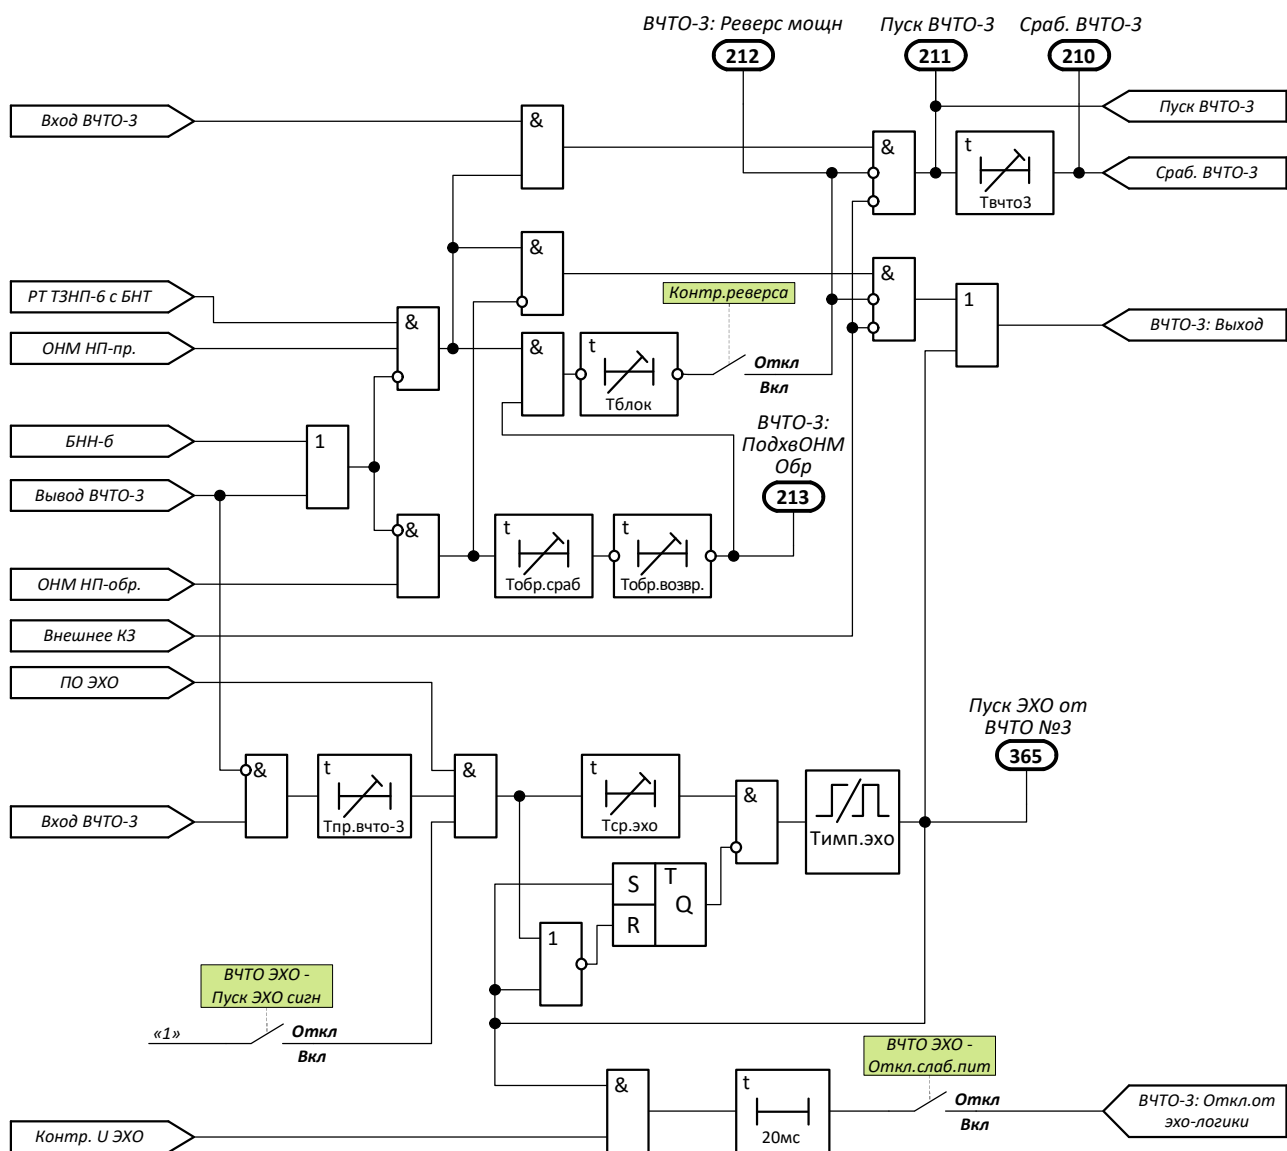 ВЧТО-3: Реверс мощн
Пуск ВЧТО-3
Сраб. ВЧТО-3
212
211
210
Вход ВЧТО-3
&
&
t
Твчто3
Пуск ВЧТО-3
Сраб. ВЧТО-3
РТ ТЗНП-6 с БНТ
ОНМ НП-пр.
&
&
&
t
Тблок
Контр.реверса
Откл
Вкл
&
1
ВЧТО-3: Выход
БНН-б
Вывод ВЧТО-3
1
ВЧТО-3:
ПодхвОНМ
Обр
213
ОНМ НП-обр.
&
t
Тобр.сраб
t
Тобр.возвр.
Внешнее КЗ
ПО ЭХО
Пуск ЭХО от
ВЧТО №3
365
Вход ВЧТО-3
&
t
Тпр.вчто-3
&
t
Тср.эхо
&
Тимп.эхо
S
T
Q
R
1
ВЧТО ЭХО -
Пуск ЭХО сигн
«1»
Откл
Вкл
ВЧТО ЭХО -
Откл.слаб.пит
Контр. U ЭХО
&
t
20мс
Откл
Вкл
ВЧТО-3: Откл.от
эхо-логики